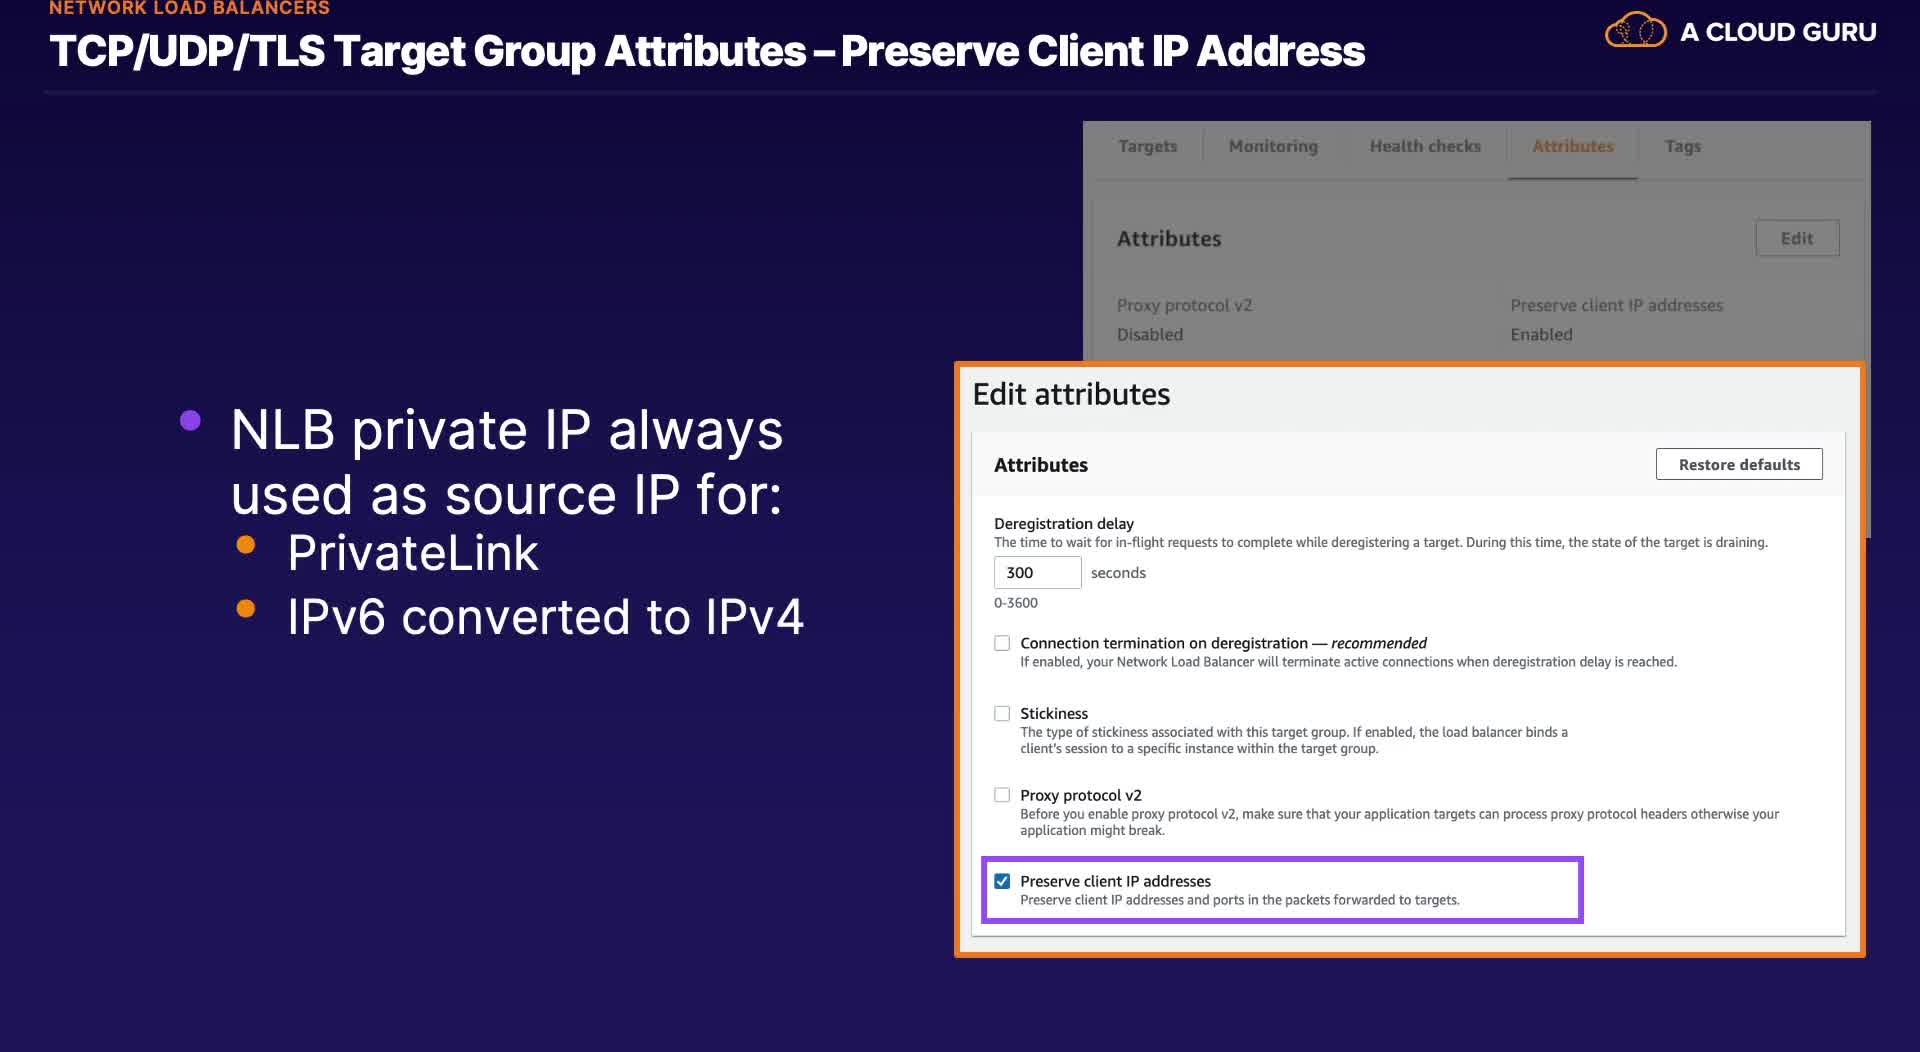 NETWORK LOAD BALANCERS
TCP/UDP/TLS Target Group Attributes – Preserve Client IP Address
A CLOUD GURU
Targets
Monitoring
Health checks
Attributes
Tags
Attributes
Edit
Proxy protocol v2
Disabled
Preserve client IP addresses
Enabled
NLB private IP always
used as source IP for:
PrivateLink
IPv6 converted to IPv4
Edit attributes
Attributes
Restore defaults
Deregistration delay
The time to wait for in-flight requests to complete while deregistering a target. During this time, the state of the target is draining.
300 seconds
0-3600
Connection termination on deregistration — recommended
If enabled, your Network Load Balancer will terminate active connections when deregistration delay is reached.
Stickiness
The type of stickiness associated with this target group. If enabled, the load balancer binds a
client's session to a specific instance within the target group.
Proxy protocol v2
Before you enable proxy protocol v2, make sure that your application targets can process proxy protocol headers otherwise your
application might break.
Preserve client IP addresses
Preserve client IP addresses and ports in the packets forwarded to targets.